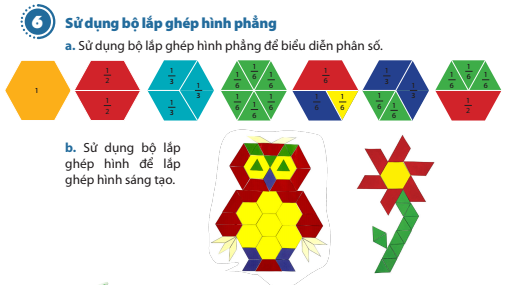 6 Sử dụng bộ lắp ghép hình phẳng
a. Sử dụng bộ lắp ghép hình phẳng để biểu diễn phân số.
1
1/2
1/2
1/3
1/3
1/3
1/6 1/6 1/6
1/6 1/6 1/6
1/6
1/6 1/6
1/3 1/3
1/6 1/6
1/6 1/6 1/6
1/2
b. Sử dụng bộ lắp
ghép hình để lắp
ghép hình sáng tạo.